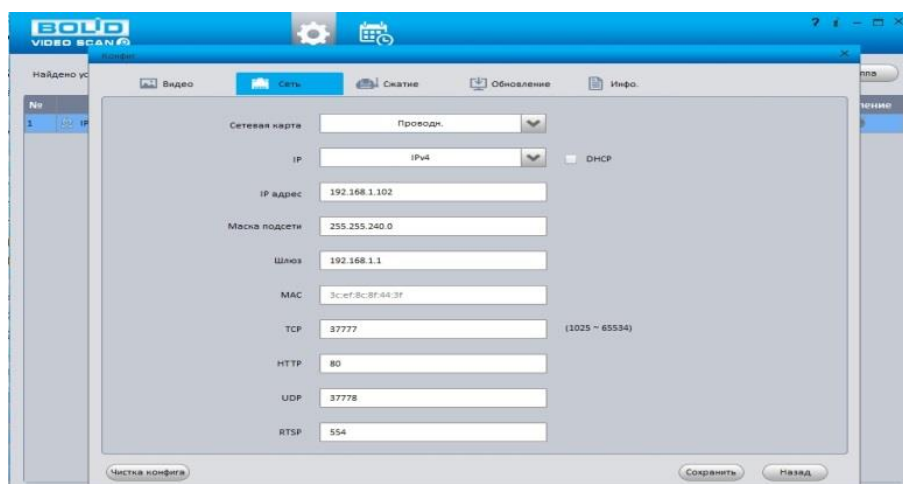 BOLID
VIDEO SCAN
? i
Конфиг
Найдено ус
ппа
Видео Сеть Сжатие Обновление Инфо.
№
1 IP
Сетевая карта Проводн.
IP IPv4 DHCP
IP адрес 192.168.1.102
Маска подсети 255.255.240.0
Шлюз 192.168.1.1
MAC 3c:ef:8c:8f:44:3f
TCP 37777 (1025 ~ 65534)
HTTP 80
UDP 37778
RTSP 554
Чистка конфига Сохранить Назад